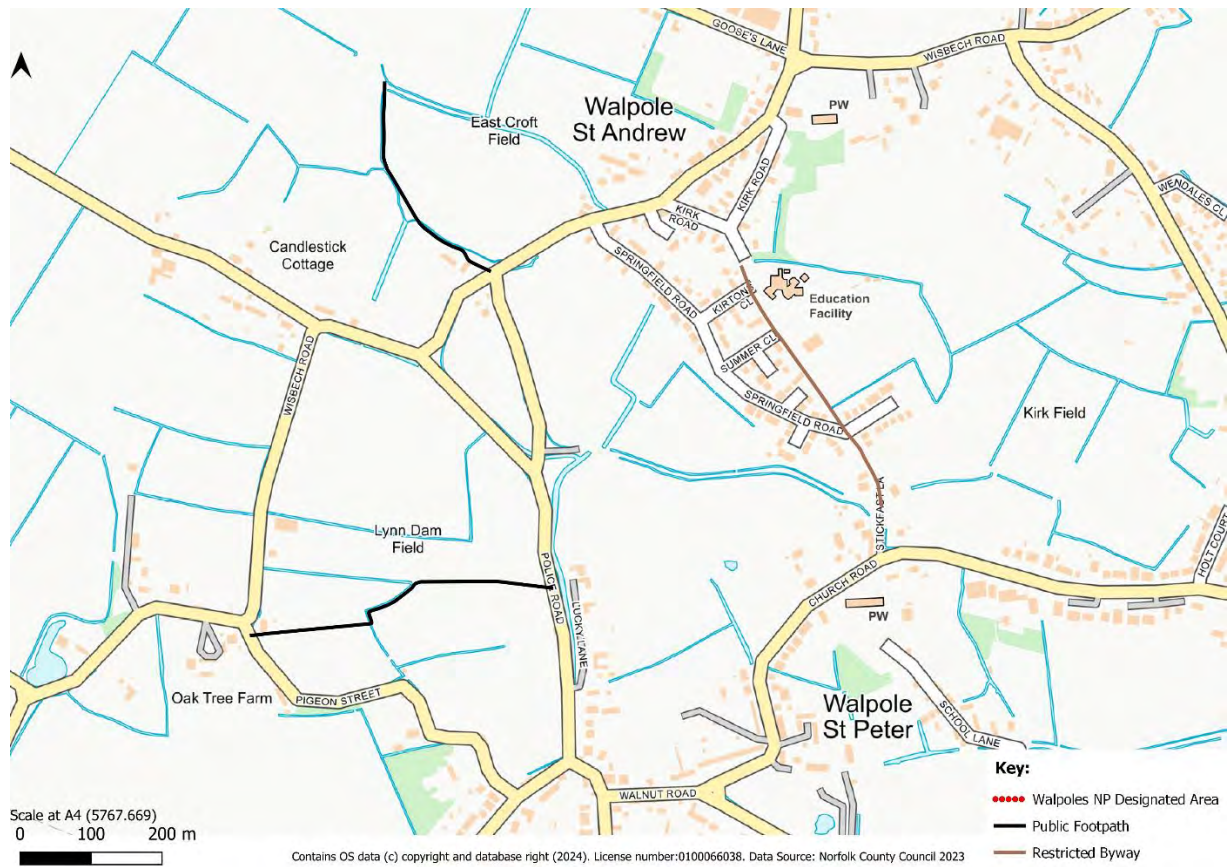 GOOSE'S LANE
WISBECH ROAD
Walpole
St Andrew
PW
East Croft
Field
KIRK ROAD
WENDALES CL
KIRK
ROAD
Candlestick
Cottage
SPRINGFIELD ROAD
KIRTONS
CL
Education
Facility
SUMMER CL
WISBECH ROAD
SPRINGFIELD ROAD
Kirk Field
STICKFAST LA
Lynn Dam
Field
POLICE ROAD
HOLT COURT
CHURCH ROAD
LUCKY LANE
PW
Oak Tree Farm
PIGEON STREET
Walpole
St Peter
SCHOOL LANE
WALNUT ROAD
Key:
Walpoles NP Designated Area
Public Footpath
Restricted Byway
Scale at A4 (5767.669)
0 100 200 m
Contains OS data (c) copyright and database right (2024). License number:0100066038. Data Source: Norfolk County Council 2023